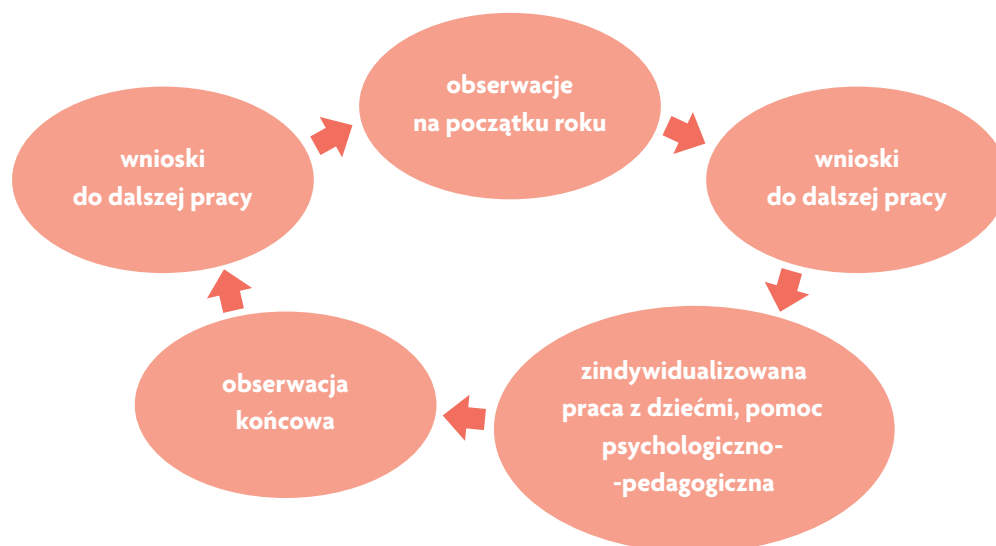 obserwacje
na początku roku
wnioski
do dalszej pracy
zindywidualizowana
praca z dziećmi, pomoc
psychologiczno-
-pedagogiczna
obserwacja
końcowa
wnioski
do dalszej pracy